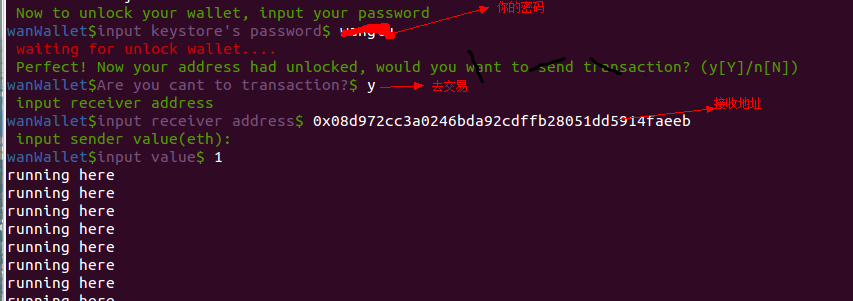 Now to unlock your wallet, input your password
你的密码
wanWallet$input keystore's password$
waiting for unlock wallet....
Perfect! Now your address had unlocked, would you want to send transaction? (y[Y]/n[N])
wanWallet$Are you cant to transaction?$ y 去交易
input receiver address
接收地址
wanWallet$input receiver address$ 0x08d972cc3a0246bda92cdffb28051dd5914faeeb
input sender value(eth):
wanWallet$input value$ 1
running here
running here
running here
running here
running here
running here
running here
running here